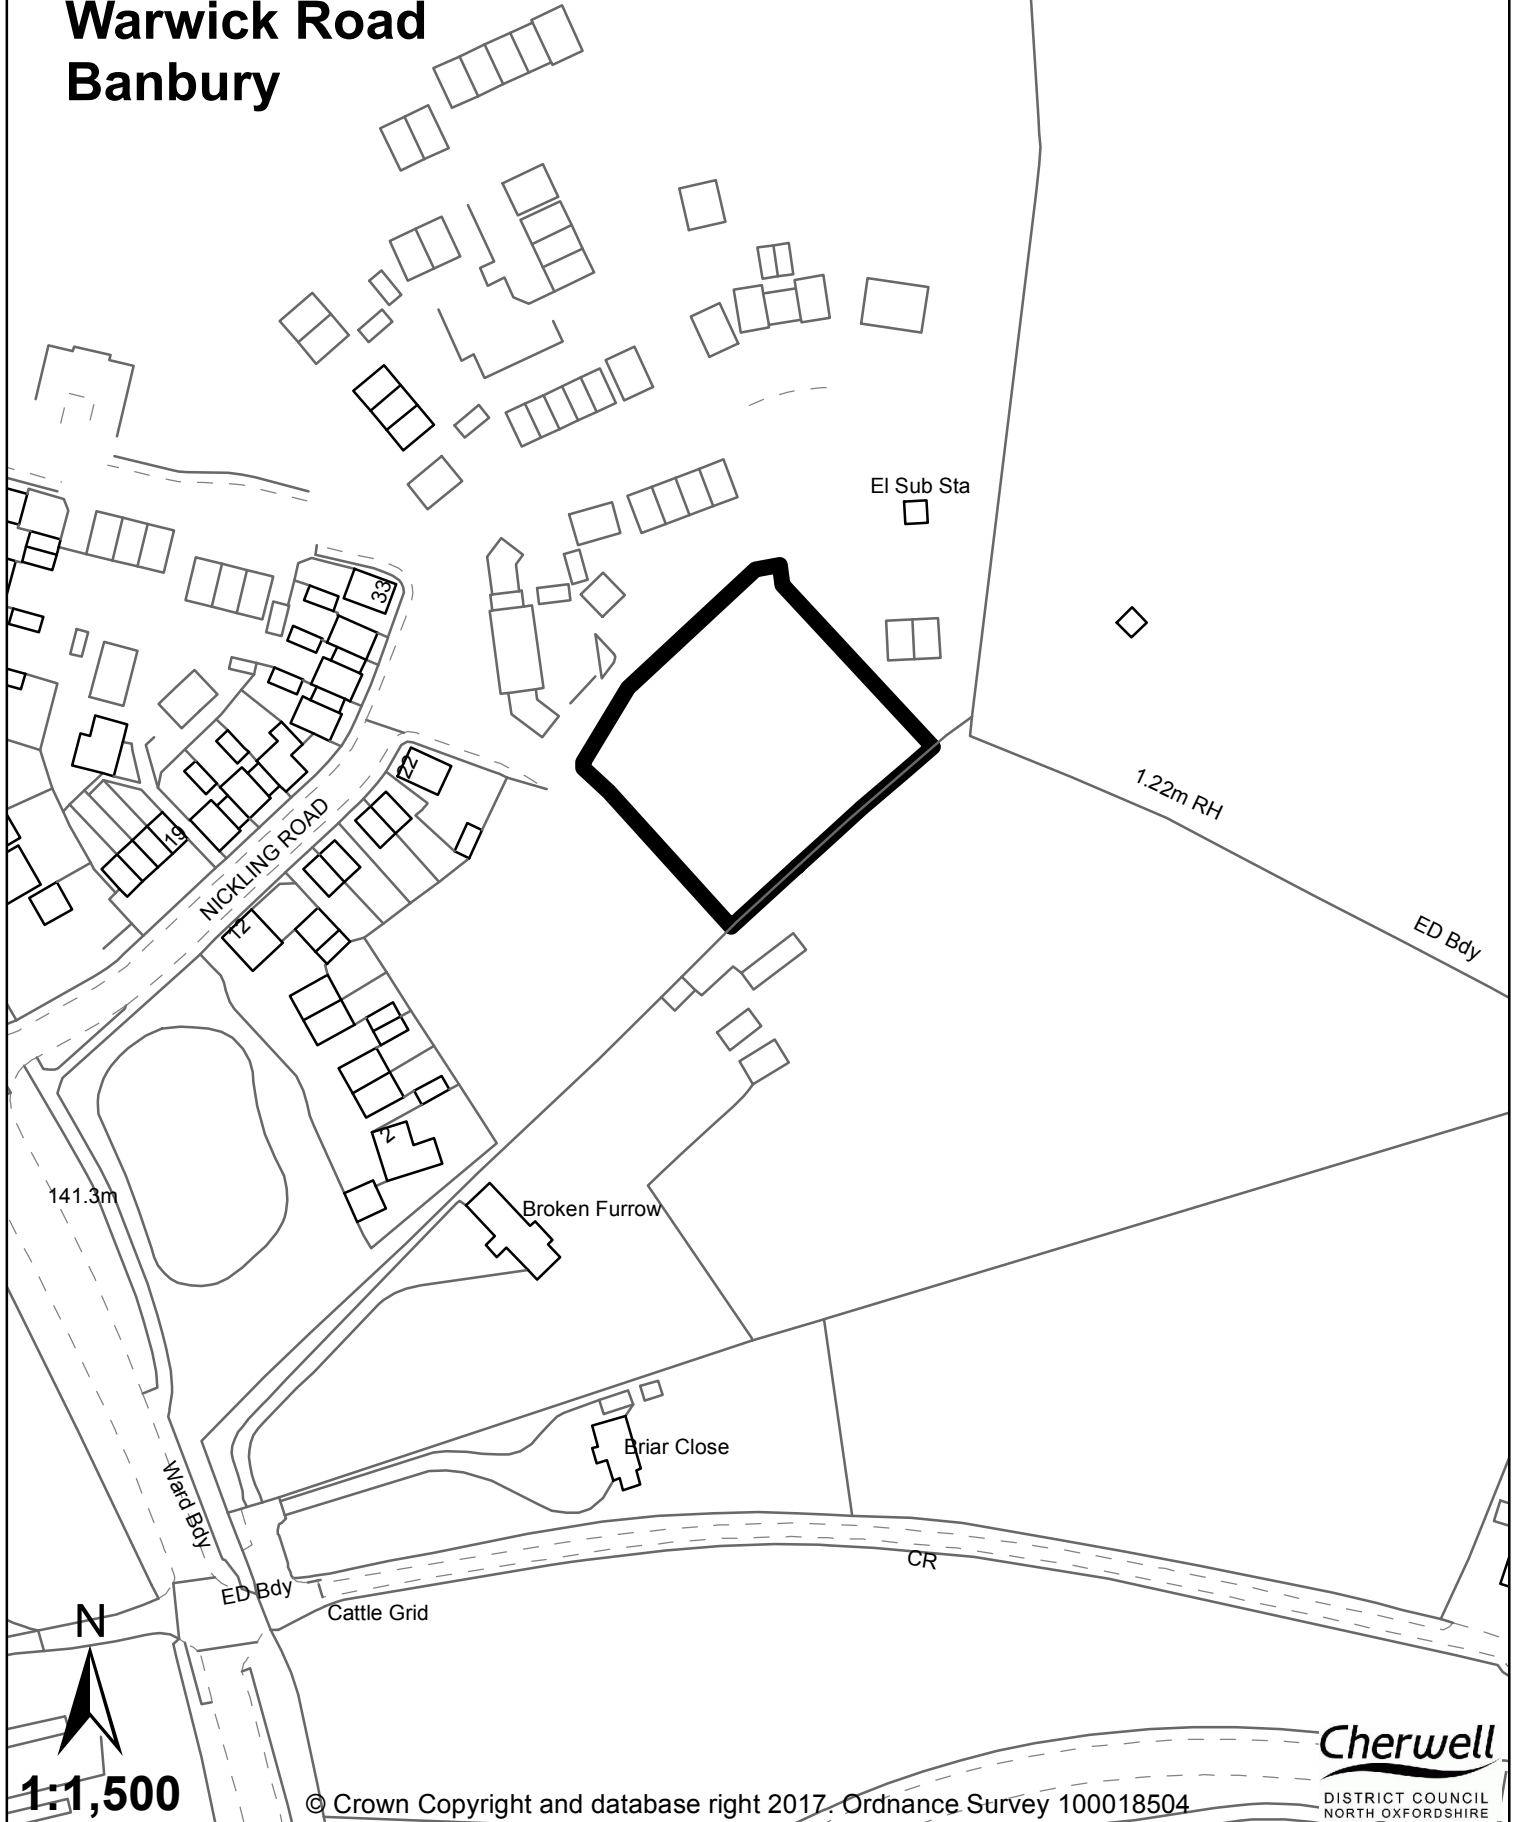 Warwick Road
Banbury
El Sub Sta
33
22
1.22m RH
19
NICKLING ROAD
12
ED Bdy
2
141.3m
Broken Furrow
Briar Close
Ward Bdy
CR
ED Bdy
Cattle Grid
N
Cherwell
DISTRICT COUNCIL
NORTH OXFORDSHIRE
1:1,500
© Crown Copyright and database right 2017. Ordnance Survey 100018504